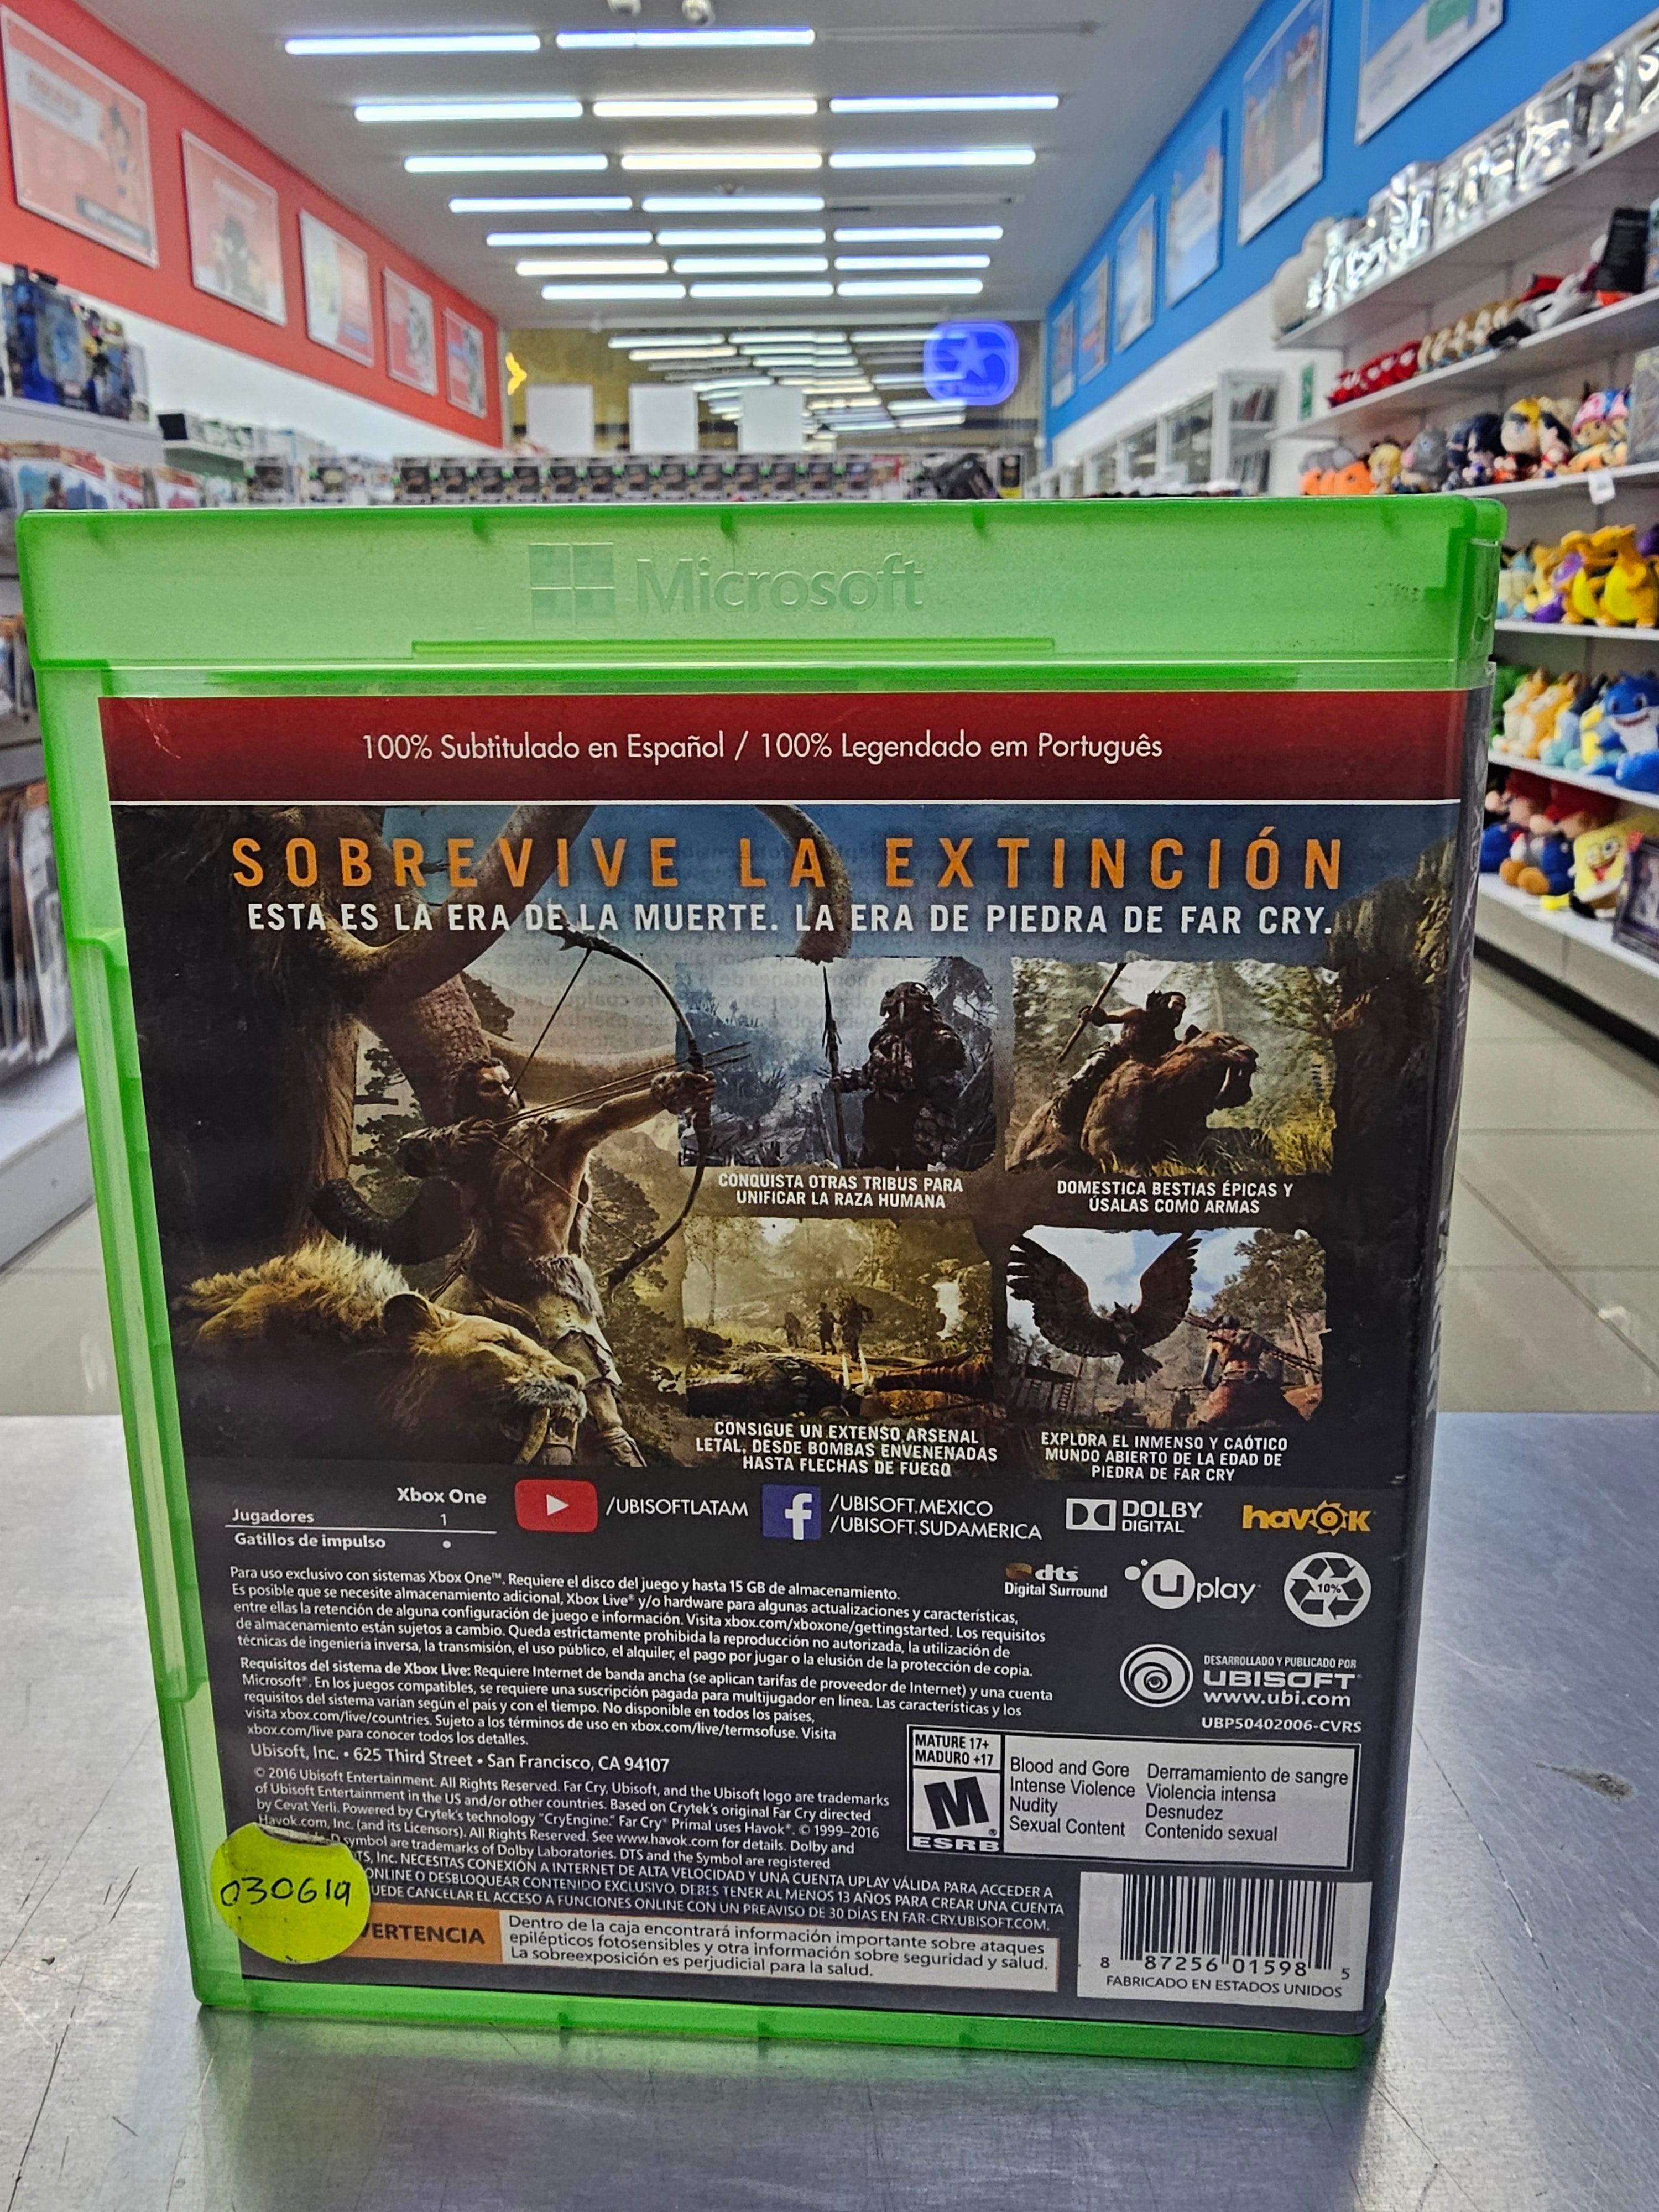 Microsoft
100% Subtitulado en Español / 100% Legendado em Português
SOBREVIVE LA EXTINCIÓN
ESTA ES LA ERA DE LA MUERTE. LA ERA DE PIEDRA DE FAR CRY.
CONQUISTA OTRAS TRIBUS PARA
UNIFICAR LA RAZA HUMANA
DOMESTICA BESTIAS ÉPICAS Y
ÚSALAS COMO ARMAS
CONSIGUE UN EXTENSO ARSENAL
LETAL, DESDE BOMBAS ENVENENADAS
HASTA FLECHAS DE FUEGO
EXPLORA EL INMENSO Y CAÓTICO
MUNDO ABIERTO DE LA EDAD DE
PIEDRA DE FAR CRY
Xbox One
Jugadores 1
Gatillos de impulso •
/UBISOFTLATAM
/UBISOFT.MEXICO
/UBISOFT.SUDAMERICA
DOLBY
DIGITAL
havok
dts
Digital Surround
Uplay
10%
Para uso exclusivo con sistemas Xbox One™. Requiere el disco del juego y hasta 15 GB de almacenamiento.
Es posible que se necesite almacenamiento adicional, Xbox Live® y/o hardware para algunas actualizaciones y características,
entre ellas la retención de alguna configuración de juego e información. Visita xbox.com/xboxone/gettingstarted. Los requisitos
de almacenamiento están sujetos a cambio. Queda estrictamente prohibida la reproducción no autorizada, la utilización de
técnicas de ingeniería inversa, la transmisión, el uso público, el alquiler, el pago por jugar o la elusión de la protección de copia.
Requisitos del sistema de Xbox Live: Requiere Internet de banda ancha (se aplican tarifas de proveedor de Internet) y una cuenta
Microsoft®. En los juegos compatibles, se requiere una suscripción pagada para multijugador en línea. Las características y los
requisitos del sistema varían según el país y con el tiempo. No disponible en todos los países,
visita xbox.com/live/countries. Sujeto a los términos de uso en xbox.com/live/termsofuse. Visita
xbox.com/live para conocer todos los detalles.
DESARROLLADO Y PUBLICADO POR
UBISOFT
www.ubi.com
UBP50402006-CVRS
Ubisoft, Inc. • 625 Third Street • San Francisco, CA 94107
© 2016 Ubisoft Entertainment. All Rights Reserved. Far Cry, Ubisoft, and the Ubisoft logo are trademarks
of Ubisoft Entertainment in the US and/or other countries. Based on Crytek's original Far Cry directed
by Cevat Yerli. Powered by Crytek's technology "CryEngine." Far Cry® Primal uses Havok®. © 1999–2016
Havok.com, Inc. (and its Licensors). All Rights Reserved. See www.havok.com for details. Dolby and
D symbol are trademarks of Dolby Laboratories. DTS and the Symbol are registered
TS, Inc. NECESITAS CONEXIÓN A INTERNET DE ALTA VELOCIDAD Y UNA CUENTA UPLAY VÁLIDA PARA ACCEDER A
ONLINE O DESBLOQUEAR CONTENIDO EXCLUSIVO. DEBES TENER AL MENOS 13 AÑOS PARA CREAR UNA CUENTA
UEDE CANCELAR EL ACCESO A FUNCIONES ONLINE CON UN PREAVISO DE 30 DÍAS EN FAR-CRY.UBISOFT.COM.
MATURE 17+
MADURO +17
M
ESRB
Blood and Gore Derramamiento de sangre
Intense Violence Violencia intensa
Nudity Desnudez
Sexual Content Contenido sexual
030619
VERTENCIA
Dentro de la caja encontrará información importante sobre ataques
epilépticos fotosensibles y otra información sobre seguridad y salud.
La sobreexposición es perjudicial para la salud.
8 87256 01598 5
FABRICADO EN ESTADOS UNIDOS